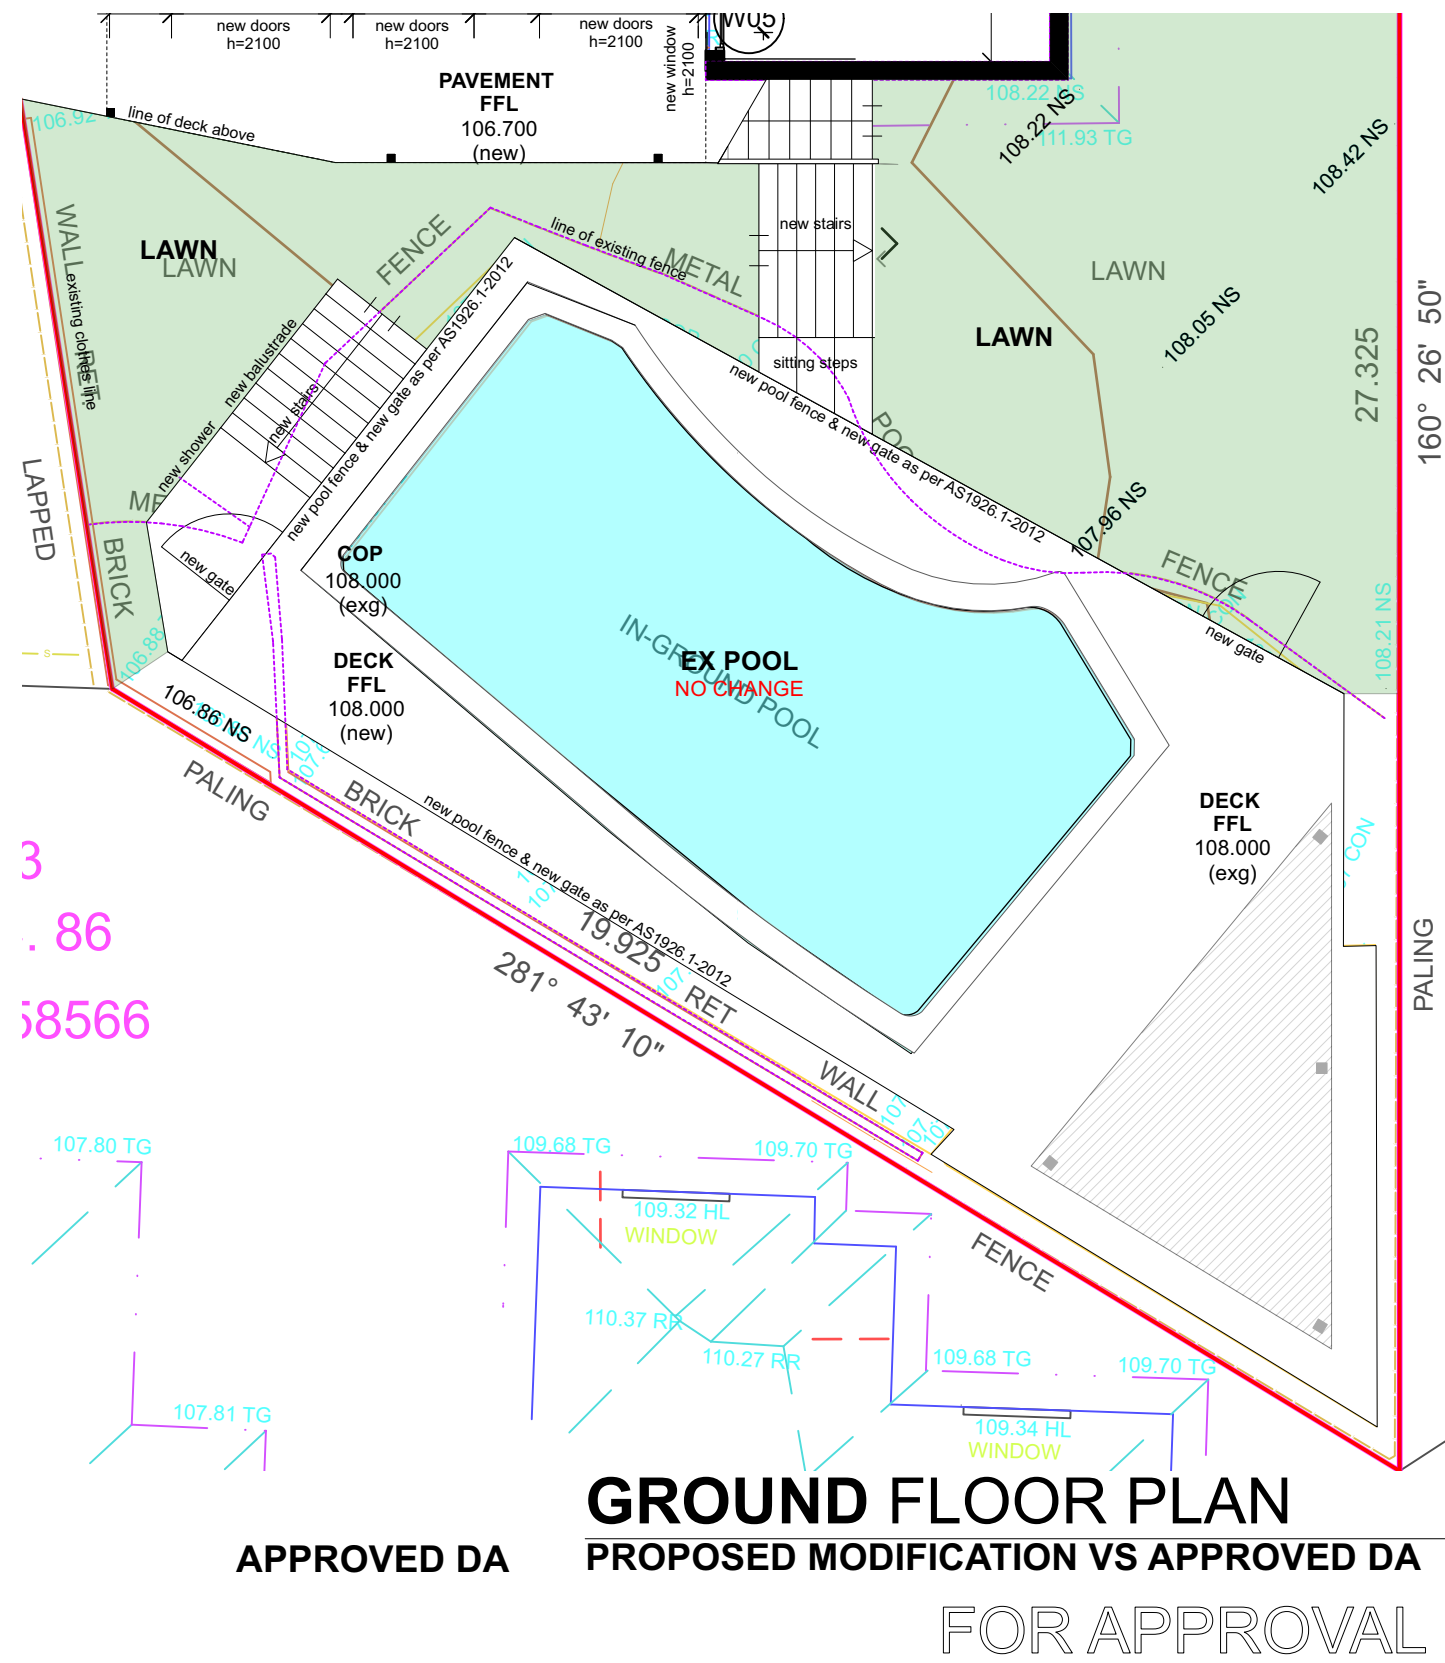 new doors
h=2100
new doors
h=2100
new doors
h=2100
new window
h=2100
W05
PAVEMENT
FFL
106.700
(new)
line of deck above
106.92
108.22 NS
108.22 NS
111.93 TG
108.42 NS
WALL
existing clothes line
RET.
LAWN
LAWN
FENCE
line of existing fence
METAL
new stairs
LAWN
LAWN
108.05 NS
27.325
160° 26' 50"
sitting steps
new balustrade
new stairs
new shower
new pool fence & new gate as per AS1926.1-2012
new pool fence & new gate as per AS1926.1-2012
LAPPED
BRICK
new gate
107.96 NS
FENCE
new gate
108.21 NS
COP
108.000
(exg)
IN-GROUND POOL
EX POOL
NO CHANGE
DECK
FFL
108.000
(new)
106.88
106.86 NS
NS
S
PALING
BRICK
new pool fence & new gate as per AS1926.1-2012
19.925
281° 43' 10"
RET
WALL
DECK
FFL
108.000
(exg)
CON
PALING
3
. 86
58566
FENCE
107.80 TG
109.68 TG
109.70 TG
109.32 HL
WINDOW
110.37 RR
110.27 RR
109.68 TG
109.70 TG
107.81 TG
109.34 HL
WINDOW
GROUND FLOOR PLAN
APPROVED DA
PROPOSED MODIFICATION VS APPROVED DA
FOR APPROVAL